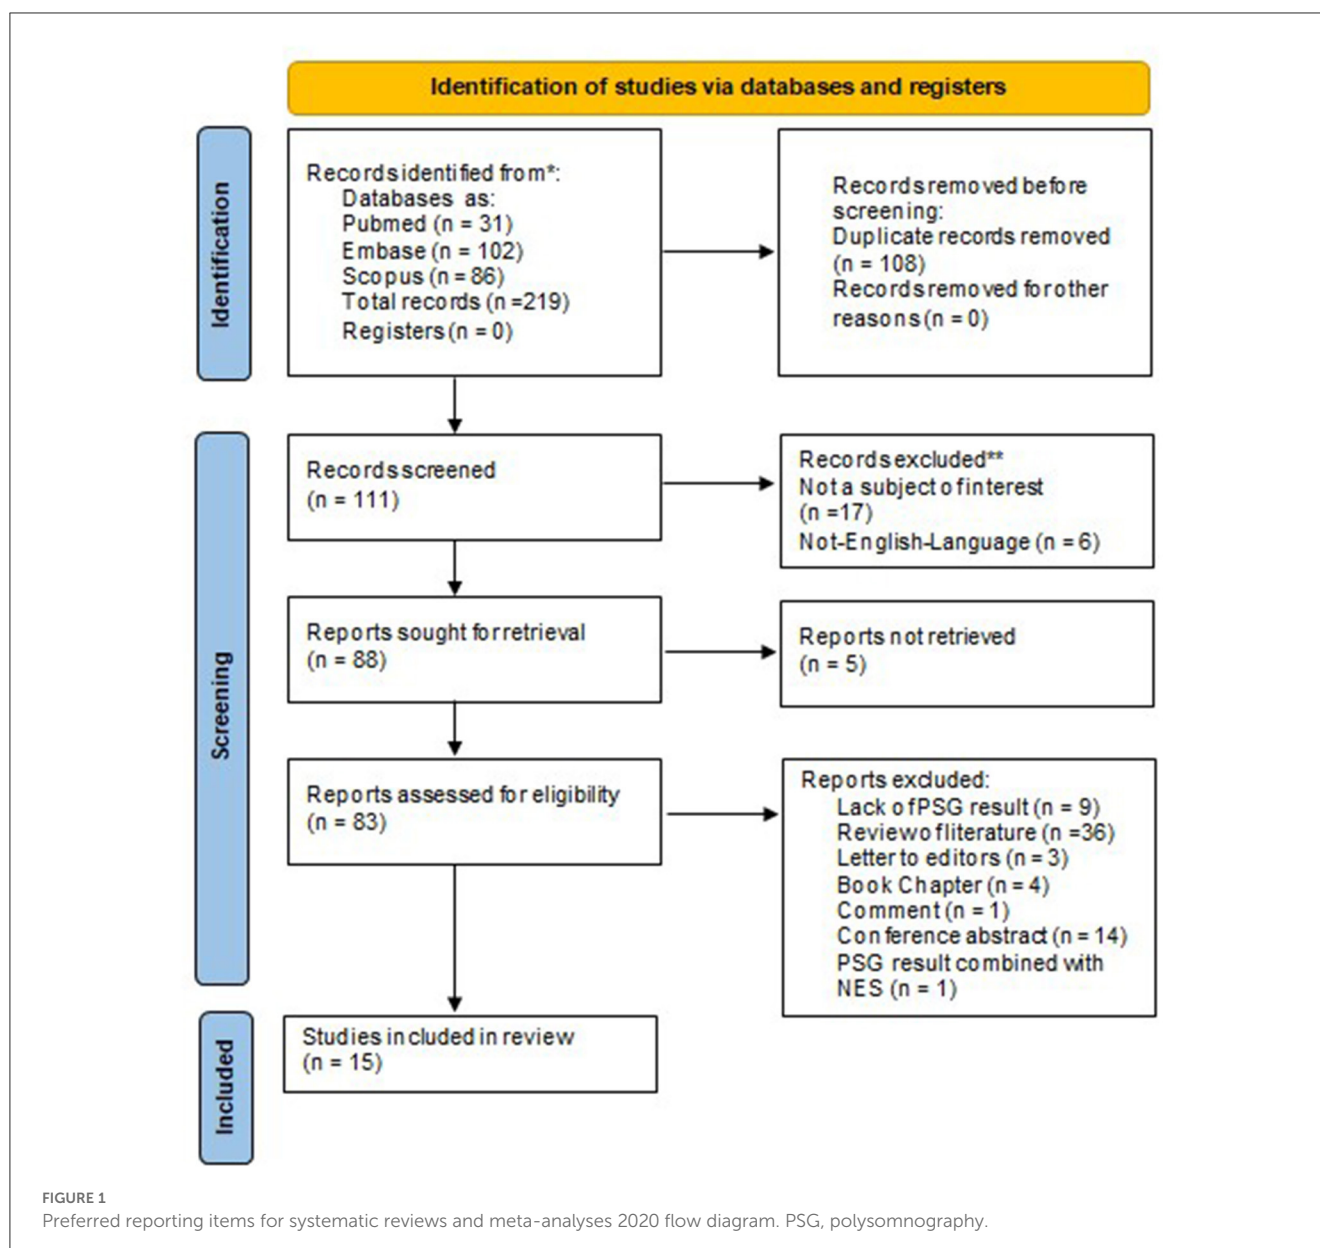 Identification of studies via databases and registers
Identification
Records identified from*:
Databases as:
Pubmed (n = 31)
Embase (n = 102)
Scopus (n = 86)
Total records (n =219)
Registers (n = 0)
Records removed before
screening:
Duplicate records removed
(n = 108)
Records removed for other
reasons (n = 0)
Screening
Records screened
(n = 111)
Records excluded**
Not a subject of interest
(n =17)
Not-English-Language (n = 6)
Reports sought for retrieval
(n = 88)
Reports not retrieved
(n = 5)
Reports assessed for eligibility
(n = 83)
Reports excluded:
Lack of PSG result (n = 9)
Review of literature (n =36)
Letter to editors (n = 3)
Book Chapter (n = 4)
Comment (n = 1)
Conference abstract (n = 14)
PSG result combined with
NES (n = 1)
Included
Studies included in review
(n = 15)
FIGURE 1
Preferred reporting items for systematic reviews and meta-analyses 2020 flow diagram. PSG, polysomnography.